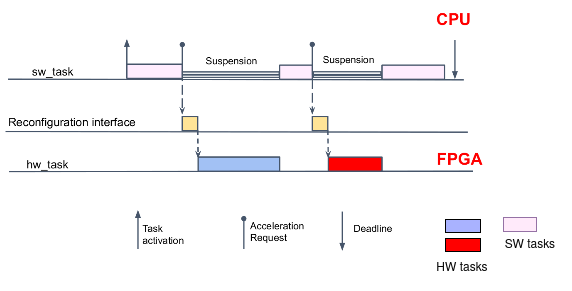 CPU
Suspension
Suspension
sw_task
Reconfiguration interface
hw_task
FPGA
Task
activation
Acceleration
Request
Deadline
SW tasks
HW tasks